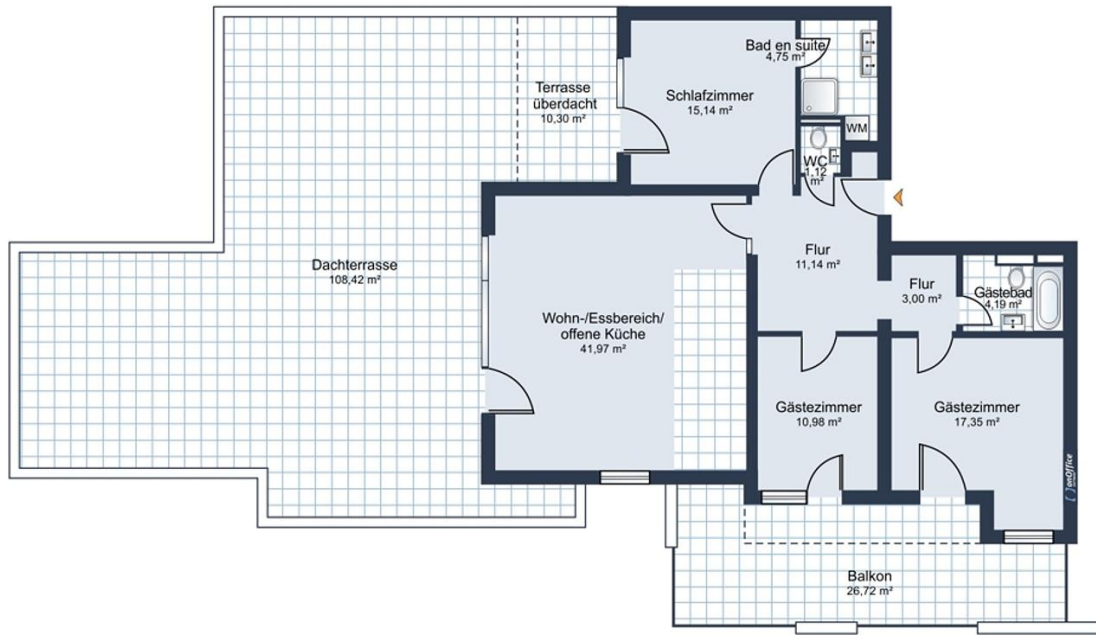 Bad en suite
4,75 m²
Terrasse
überdacht
10,30 m²
Schlafzimmer
15,14 m²
WM
WC
1,12
m²
Dachterrasse
108,42 m²
Flur
11,14 m²
Flur
3,00 m²
Gästebad
4,19 m²
Wohn-/Essbereich/
offene Küche
41,97 m²
Gästezimmer
10,98 m²
Gästezimmer
17,35 m²
onOffice
Balkon
26,72 m²